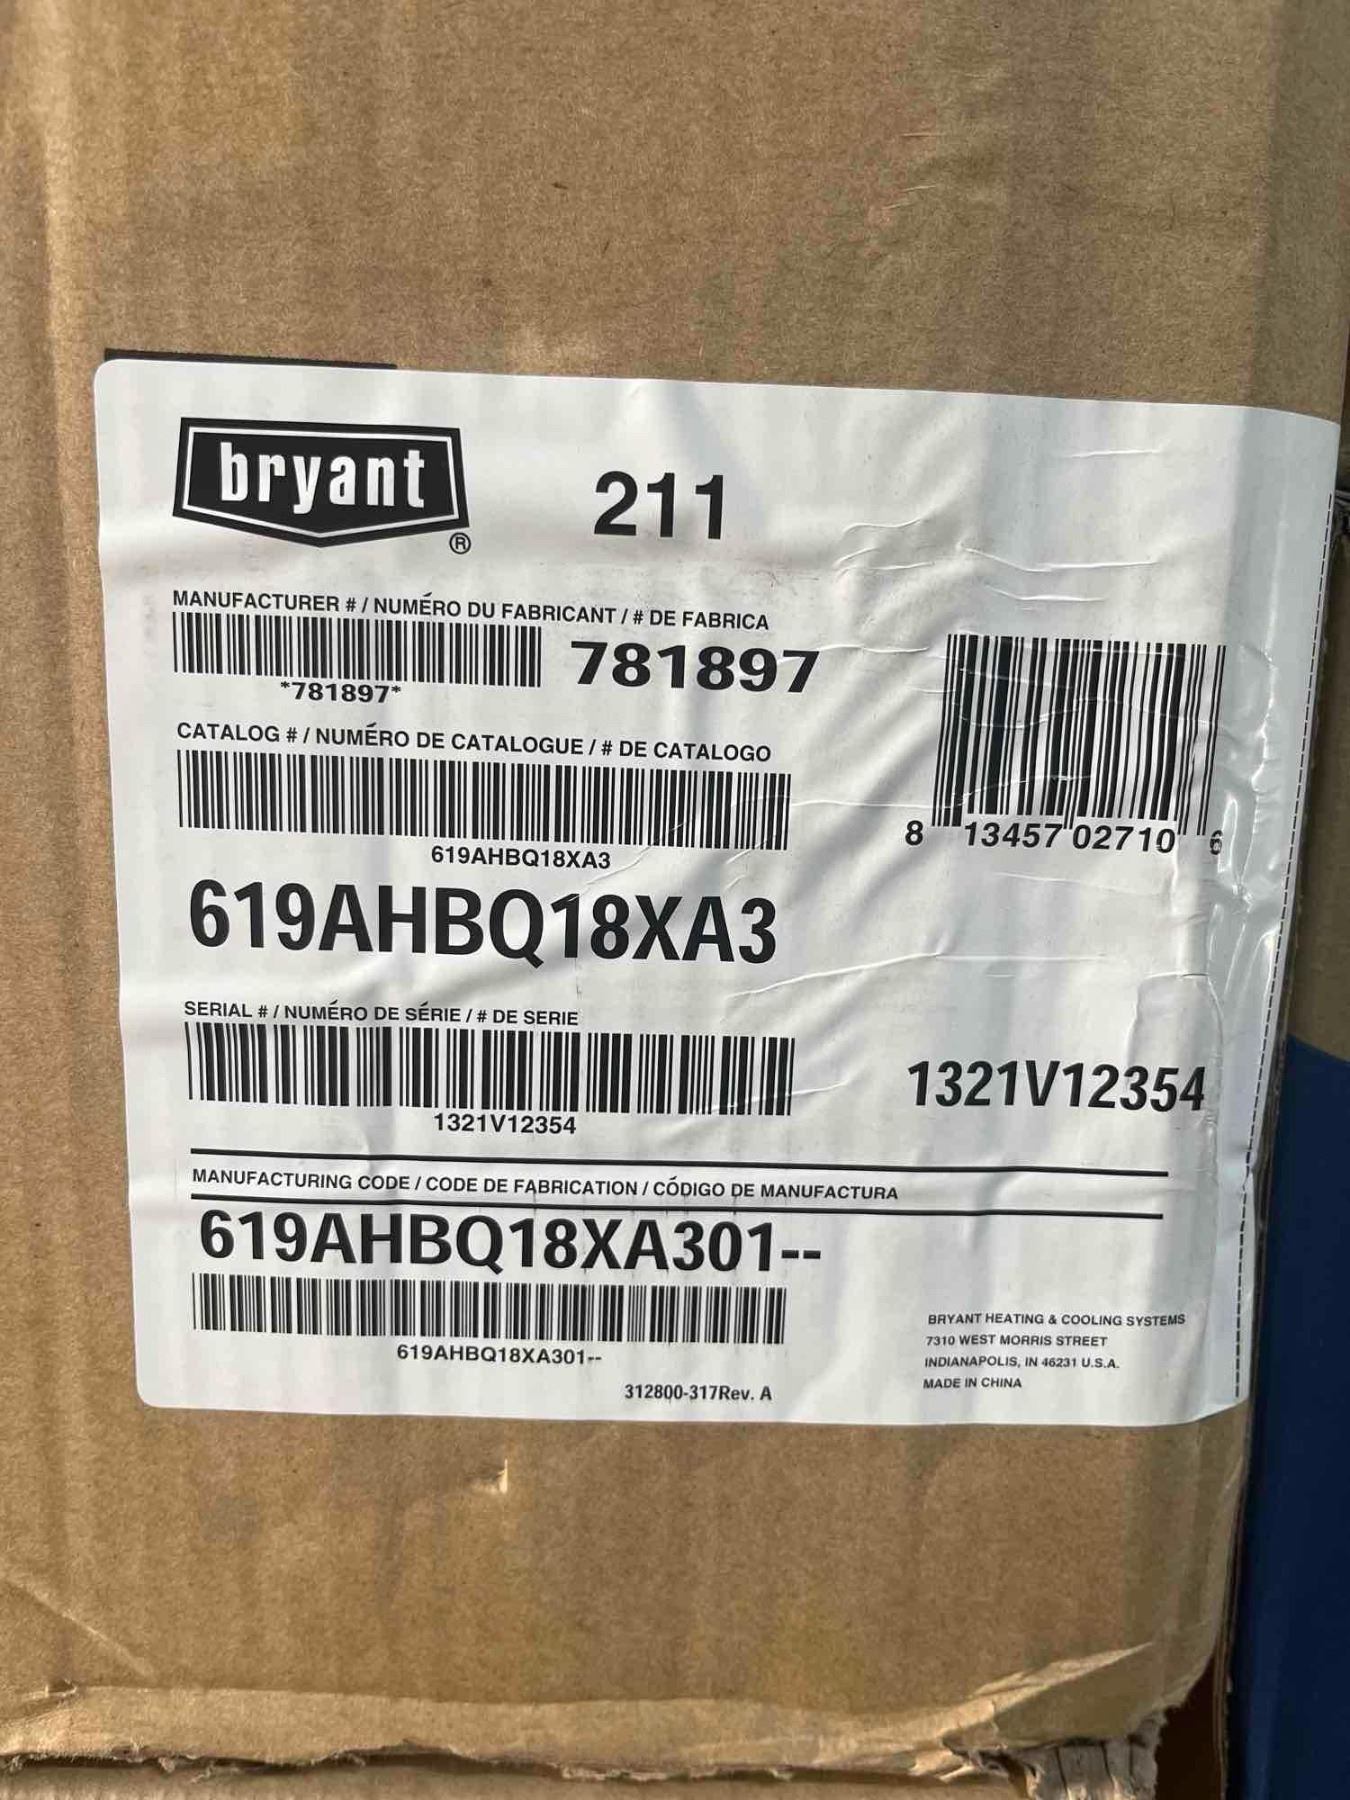 bryant
®
211
MANUFACTURER # / NUMÉRO DU FABRICANT / # DE FABRICA
781897
*781897*
CATALOG # / NUMÉRO DE CATALOGUE / # DE CATALOGO
619AHBQ18XA3
8 13457 02710 6
619AHBQ18XA3
SERIAL # / NUMÉRO DE SÉRIE / # DE SERIE
1321V12354
1321V12354
MANUFACTURING CODE / CODE DE FABRICATION / CÓDIGO DE MANUFACTURA
619AHBQ18XA301--
619AHBQ18XA301--
312800-317Rev. A
BRYANT HEATING & COOLING SYSTEMS
7310 WEST MORRIS STREET
INDIANAPOLIS, IN 46231 U.S.A.
MADE IN CHINA